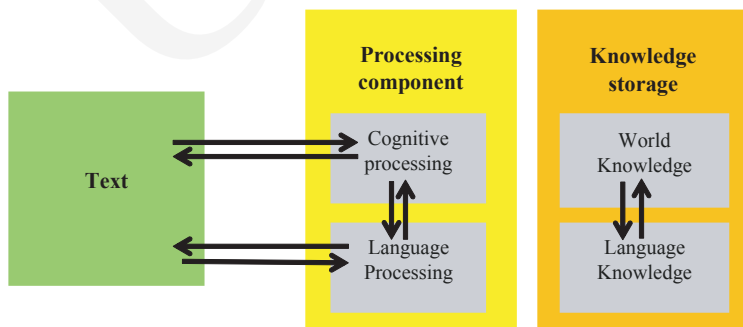 Processing
component
Knowledge
storage
Text
Cognitive
processing
World
Knowledge
Language
Processing
Language
Knowledge